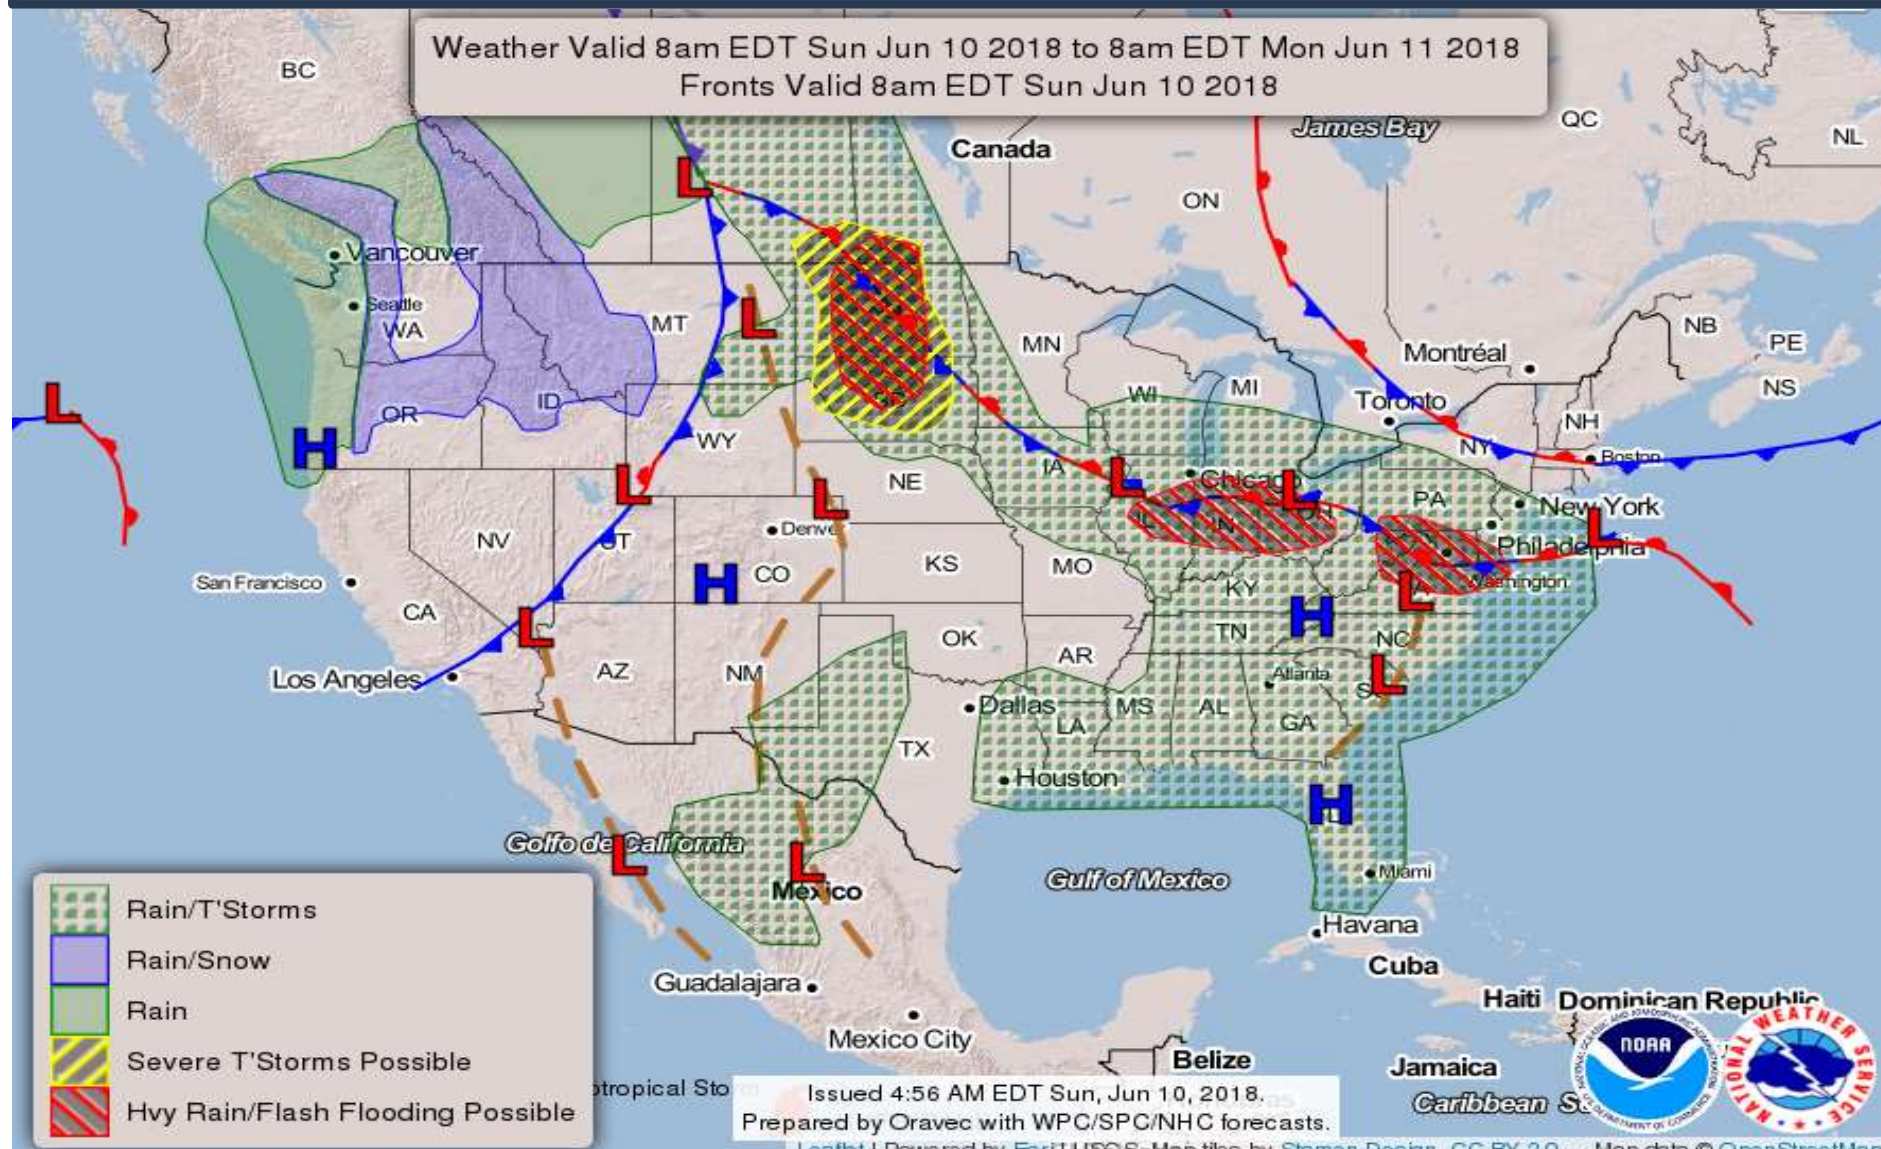 Weather Valid 8am EDT Sun Jun 10 2018 to 8am EDT Mon Jun 11 2018
Fronts Valid 8am EDT Sun Jun 10 2018
BC
James Bay
QC
NL
Canada
ON
L
Vancouver
Seattle
WA
MT
L
MN
Montréal
NB
PE
NS
OR
ID
WI
MI
Toronto
NH
L
H
WY
NY
Boston
IA
L
NE
L
Chicago
L
PA
New York
L
NV
UT
Denver
L
IL
IN
OH
Philadelphia
San Francisco
H
CO
KS
MO
KY
Washington
L
CA
L
OK
TN
H
NC
Los Angeles
AZ
NM
AR
Atlanta
SC
L
Dallas
LA
MS
AL
GA
TX
Houston
H
Golfo de California
L
L
México
Gulf of Mexico
Miami
Havana
Cuba
Guadalajara
Mexico City
Haiti
Dominican Republic
Belize
Jamaica
Caribbean
Rain/T'Storms
Rain/Snow
Rain
Severe T'Storms Possible
Hvy Rain/Flash Flooding Possible
Issued 4:56 AM EDT Sun, Jun 10, 2018,
Prepared by Oravec with WPC/SPC/NHC forecasts.
NOAA
NATIONAL WEATHER SERVICE